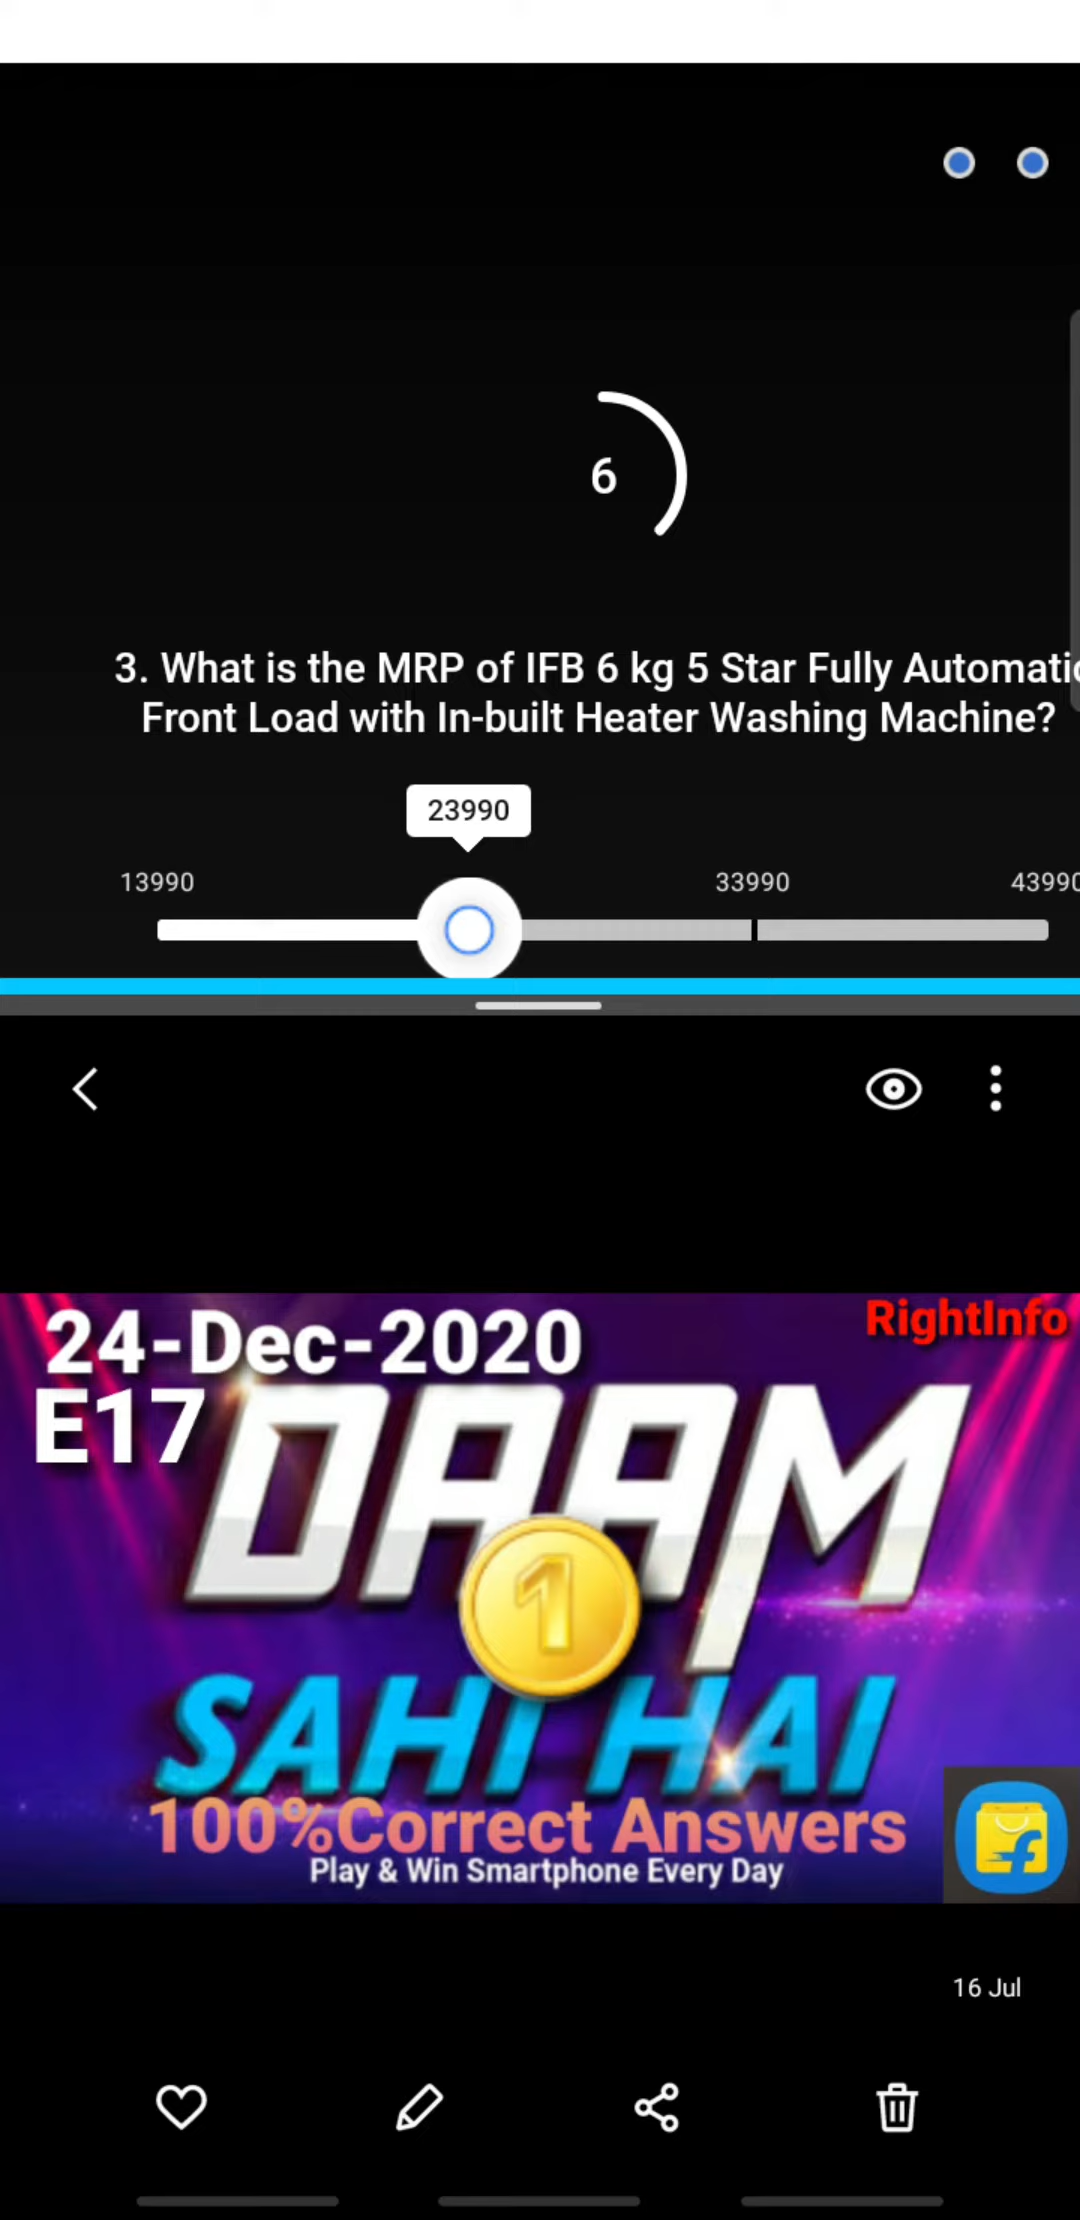 6
3. What is the MRP of IFB 6 kg 5 Star Fully Automatic
Front Load with In-built Heater Washing Machine?
23990
13990 33990 43990
24-Dec-2020
RightInfo
E17
DAAM
1
SAHI HAI
100%Correct Answers
Play & Win Smartphone Every Day
f
16 Jul